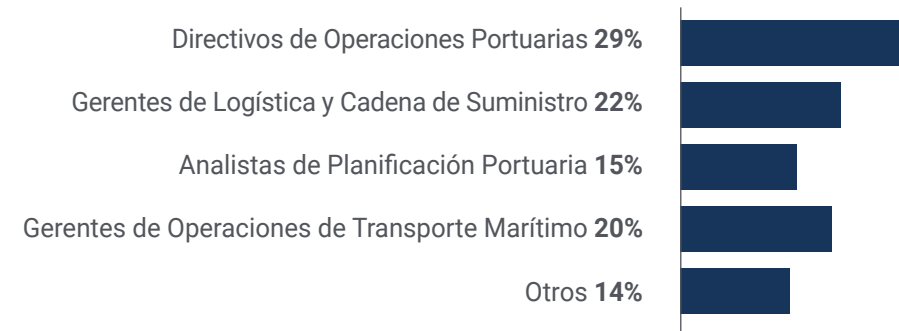 Directivos de Operaciones Portuarias 29%
Gerentes de Logística y Cadena de Suministro 22%
Analistas de Planificación Portuaria 15%
Gerentes de Operaciones de Transporte Marítimo 20%
Otros 14%